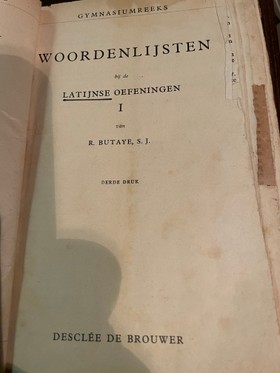 GYMNASIUMREEKS
WOORDENLIJSTEN
bij de
LATIJNSE OEFENINGEN
I
van
R. BUTAYE, S. J.
DERDE DRUK
DESCLÉE DE BROUWER